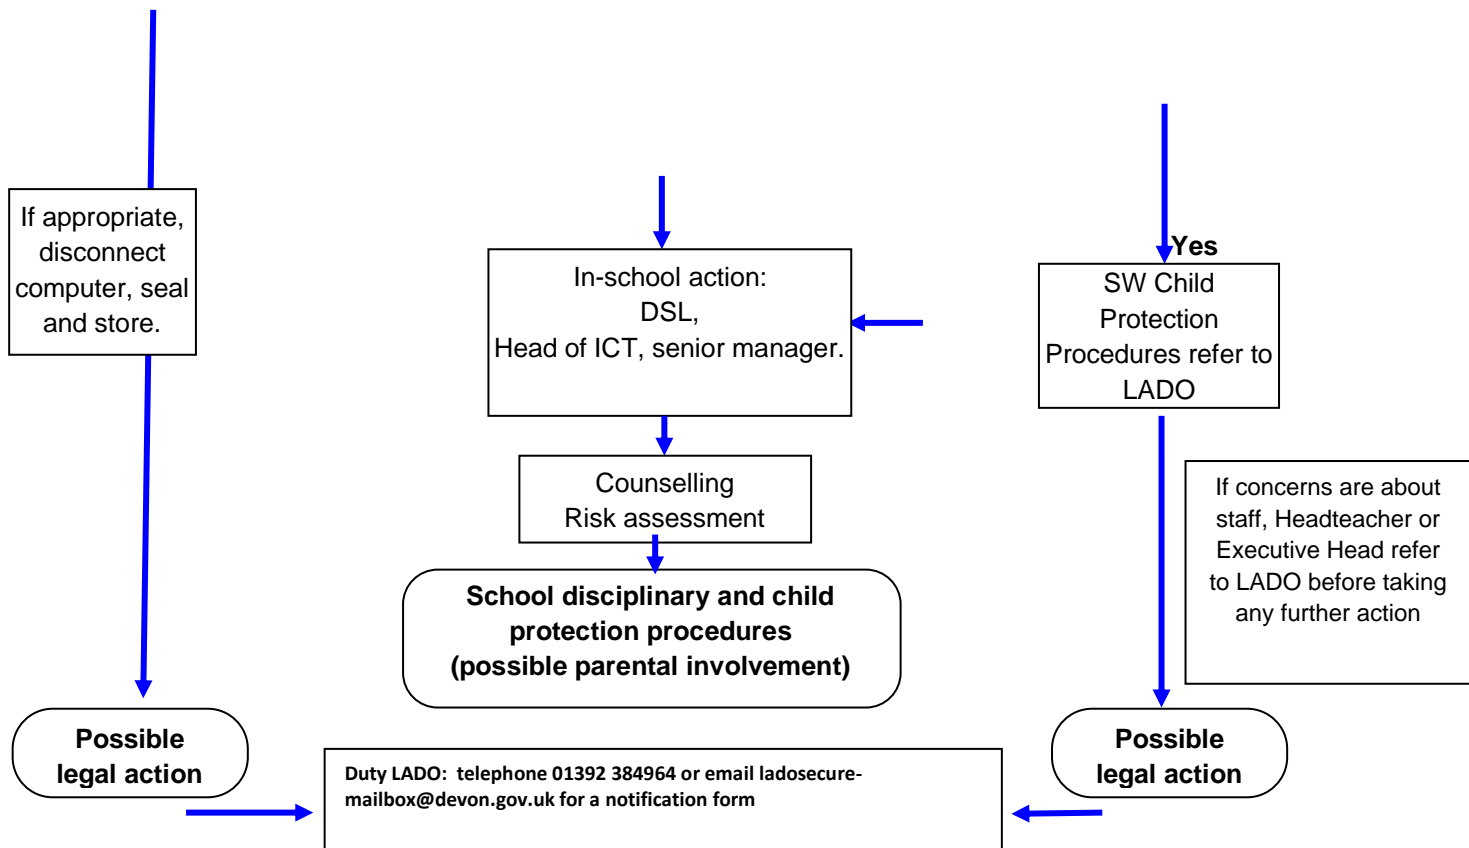 If appropriate,
disconnect
computer, seal
and store.
In-school action:
DSL,
Head of ICT, senior manager.
Yes
SW Child
Protection
Procedures refer to
LADO
Counselling
Risk assessment
If concerns are about
staff, Headteacher or
Executive Head refer
to LADO before taking
any further action
School disciplinary and child
protection procedures
(possible parental involvement)
Possible
legal action
Possible
legal action
Duty LADO: telephone 01392 384964 or email ladosecure-
mailbox@devon.gov.uk for a notification form